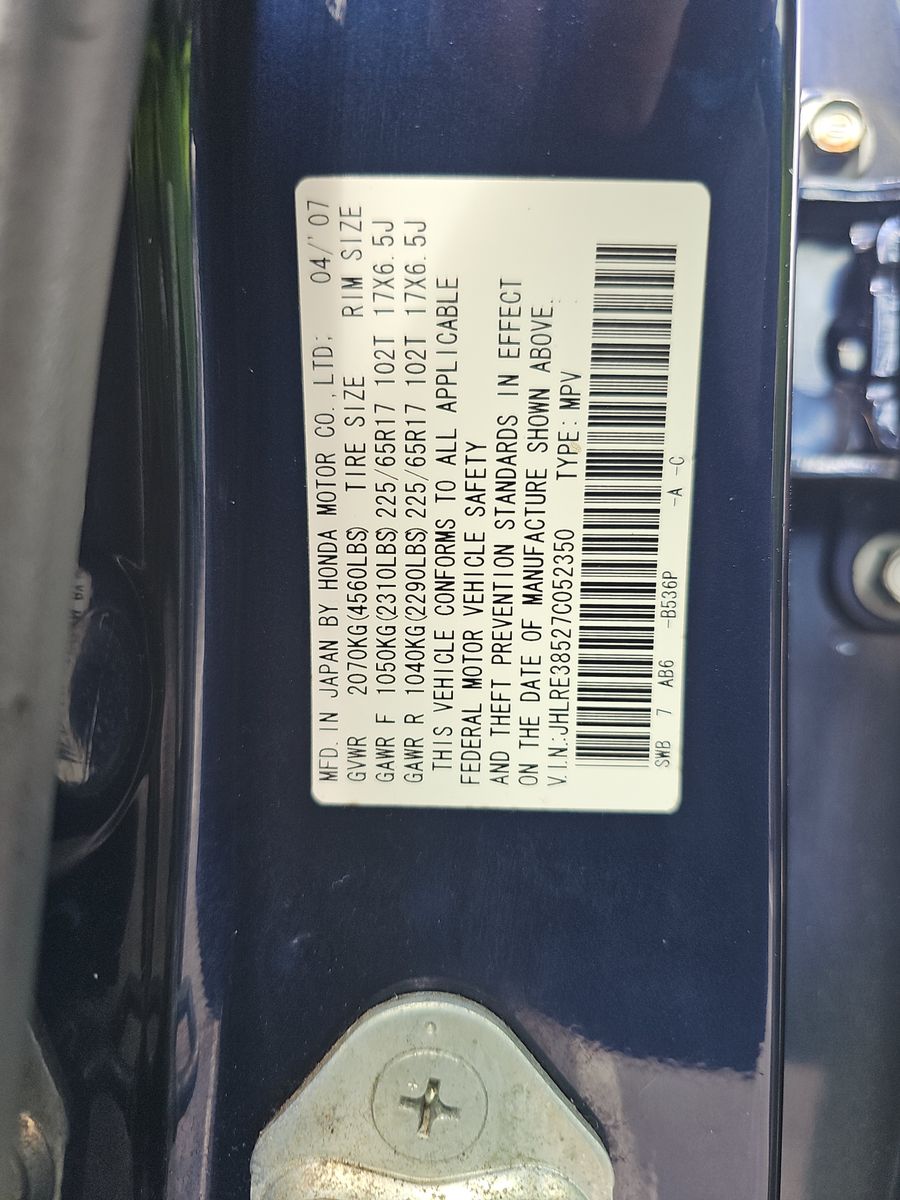 MFD. IN JAPAN BY HONDA MOTOR CO., LTD; 04/'07
GVWR 2070KG(4560LBS) TIRE SIZE RIM SIZE
GAWR F 1050KG(2310LBS)225/65R17 102T 17X6.5J
GAWR R 1040KG(2290LBS)225/65R17 102T 17X6.5J
THIS VEHICLE CONFORMS TO ALL APPLICABLE
FEDERAL MOTOR VEHICLE SAFETY
AND THEFT PREVENTION STANDARDS IN EFFECT
ON THE DATE OF MANUFACTURE SHOWN ABOVE.
V.I.N.:JHLRE38527C052350 TYPE:MPV
SWB 7 AB6 -B536P -A -C